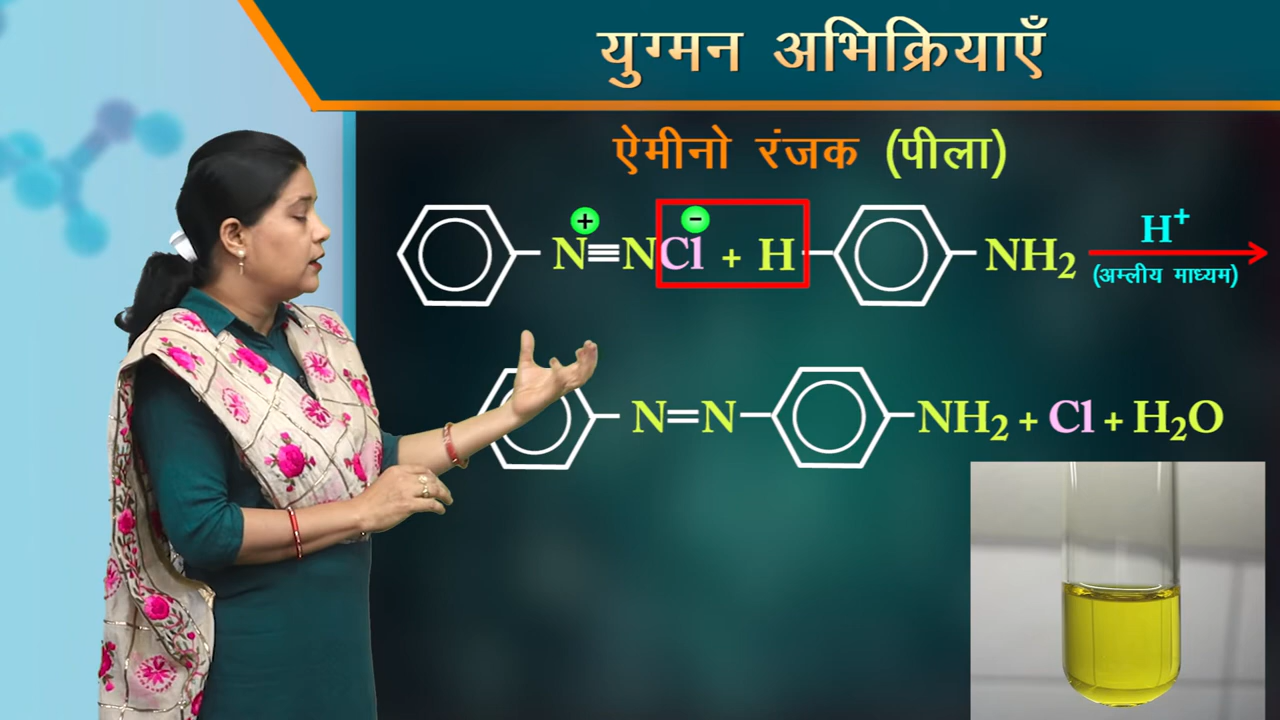 युग्मन अभिक्रियाएँ
ऐमीनो रंजक (पीला)
N≡NCl + H NH₂ H⁺
+ −
(अम्लीय माध्यम)
N=N NH₂ + Cl + H₂O